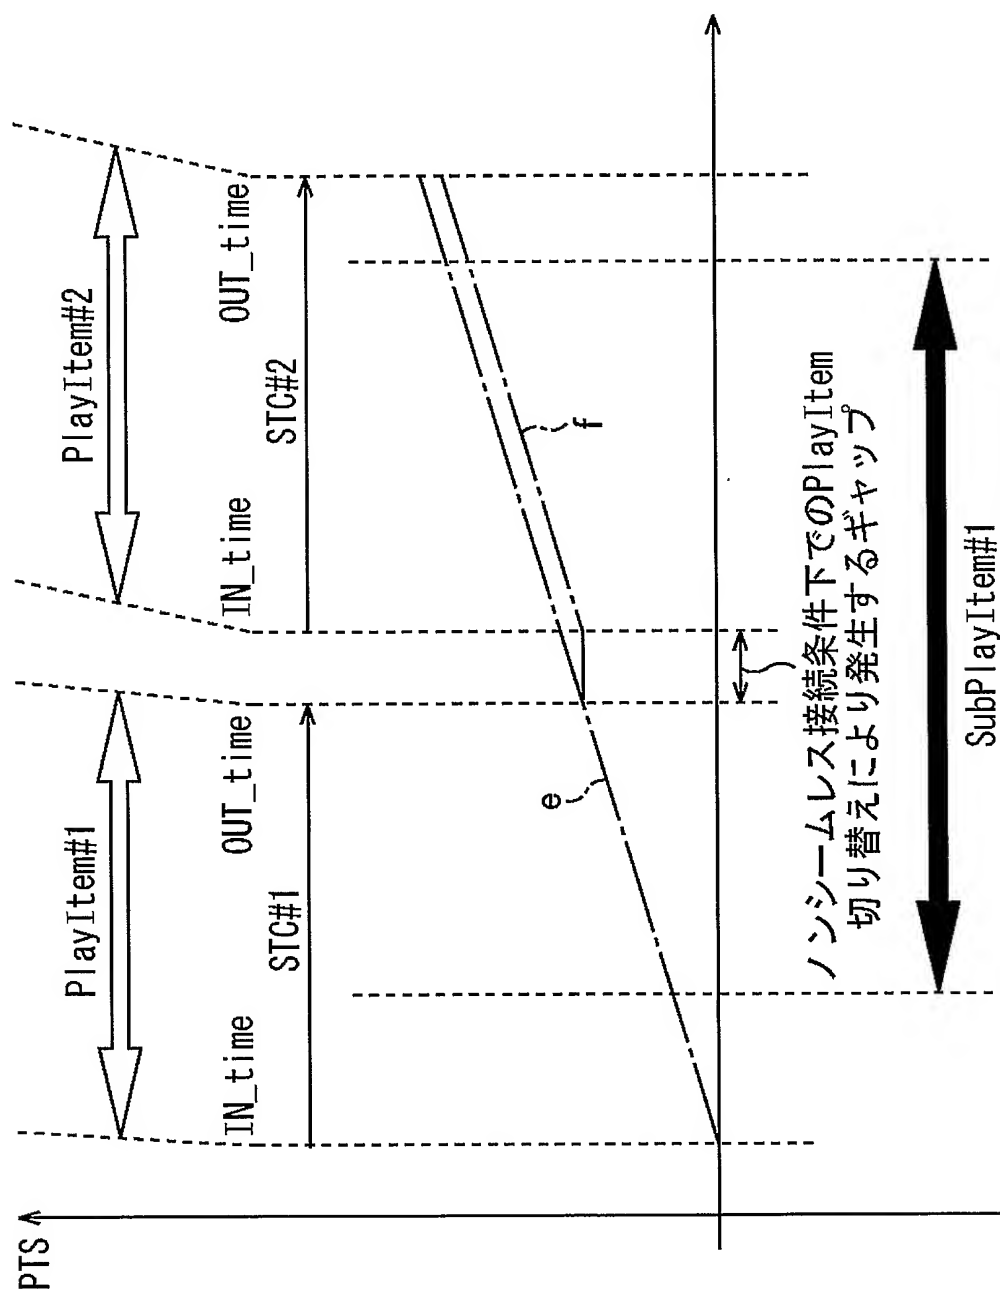 PTS
PlayItem#1
PlayItem#2
IN_time
OUT_time
IN_time
OUT_time
STC#1
STC#2
e
f
ノンシームレス接続条件下でのPlayItem
切り替えにより発生するギャップ
SubPlayItem#1